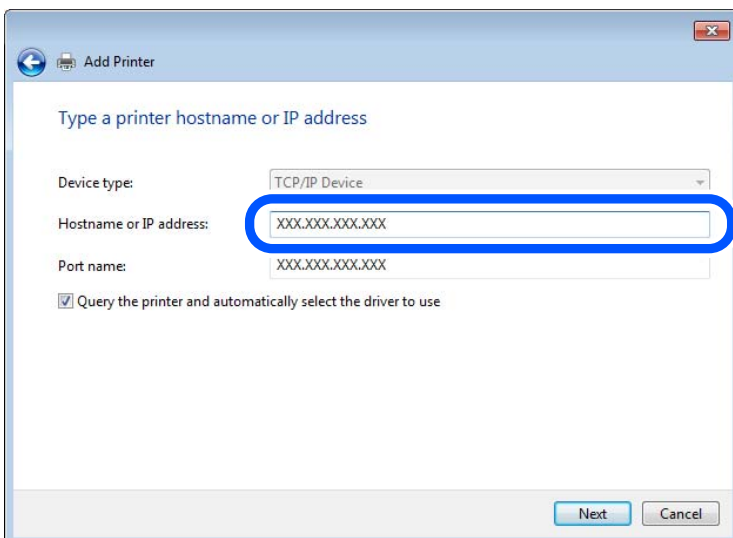 Add Printer
Type a printer hostname or IP address
Device type: TCP/IP Device
Hostname or IP address: XXX.XXX.XXX.XXX
Port name: XXX.XXX.XXX.XXX
Query the printer and automatically select the driver to use
Next Cancel